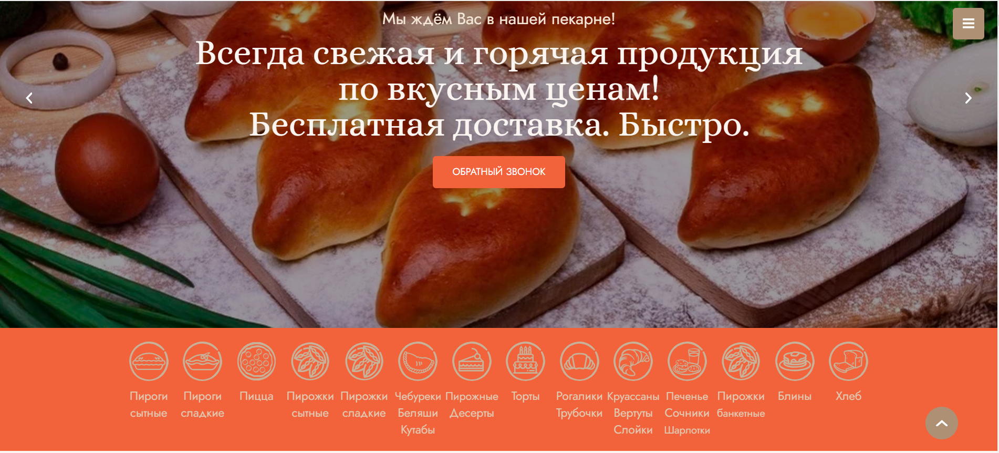 Мы ждём Вас в нашей пекарне!
Всегда свежая и горячая продукция
по вкусным ценам!
Бесплатная доставка. Быстро.
ОБРАТНЫЙ ЗВОНОК
Пироги
сытные
Пироги
сладкие
Пицца
Пирожки
сытные
Пирожки
сладкие
Чебуреки
Беляши
Кутабы
Пирожные
Десерты
Торты
Рогалики
Трубочки
Круассаны
Вертуты
Слойки
Печенье
Сочники
Шарлотки
Пирожки
банкетные
Блины
Хлеб